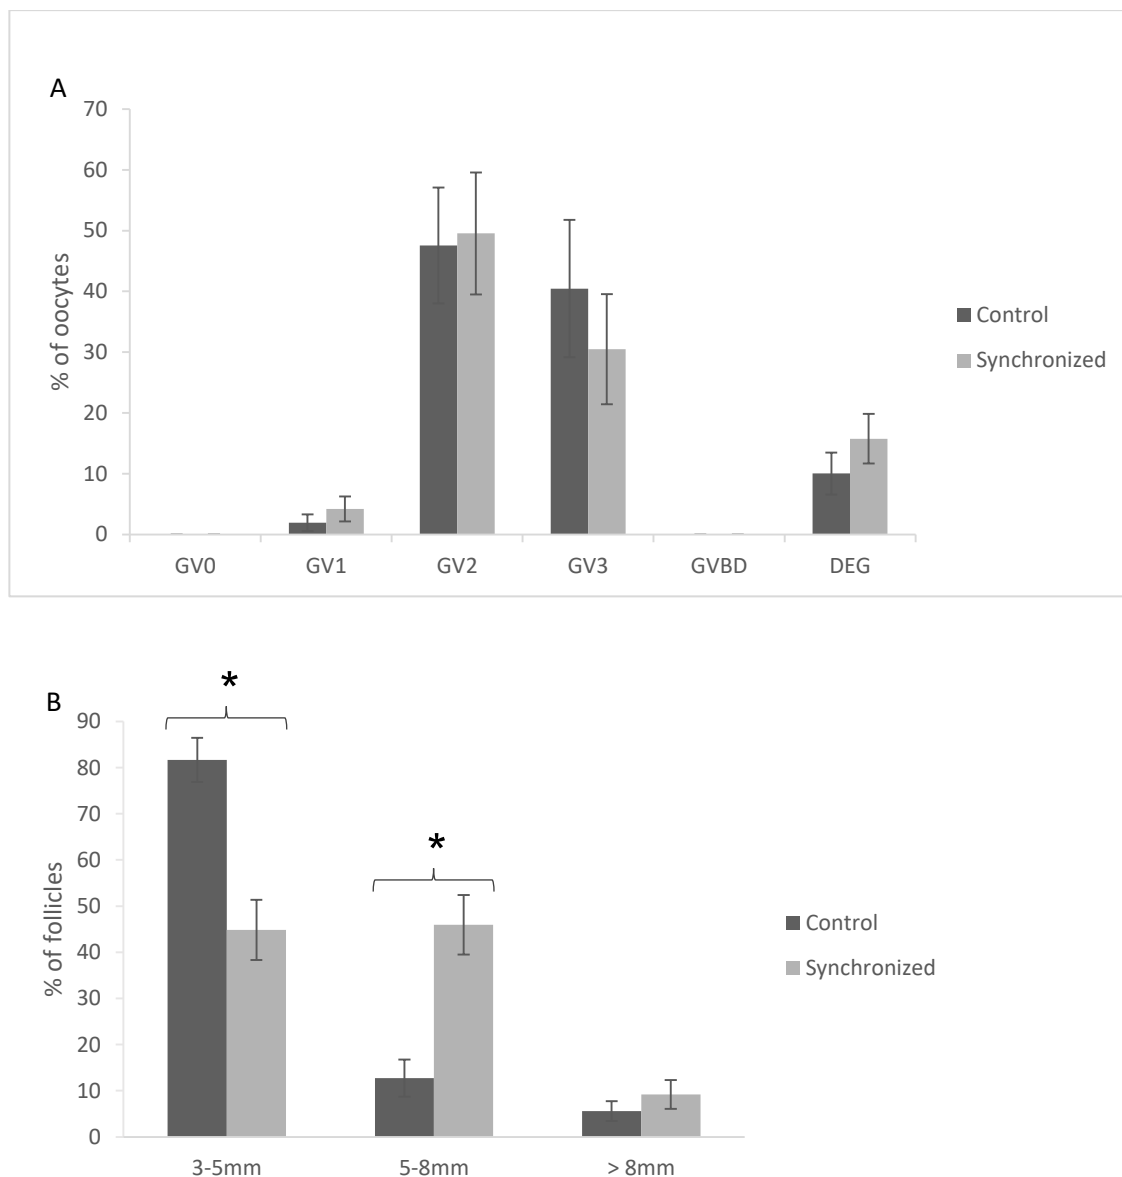 A
70
60
50
40
30
20
10
0
% of oocytes
GV0 GV1 GV2 GV3 GVBD DEG
Control
Synchronized
*
B
90
80
70
60
50
40
30
20
10
0
% of follicles
*
3-5mm 5-8mm > 8mm
Control
Synchronized